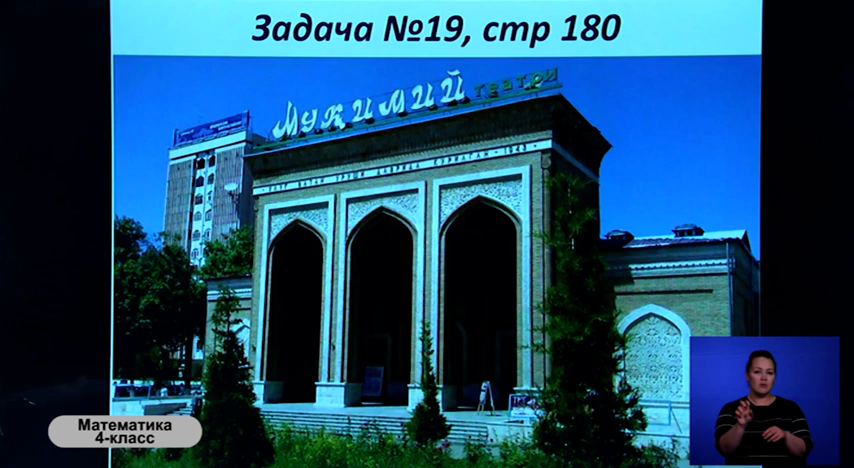 Задача №19, стр 180
Муқимий театри
Математика
4-класс